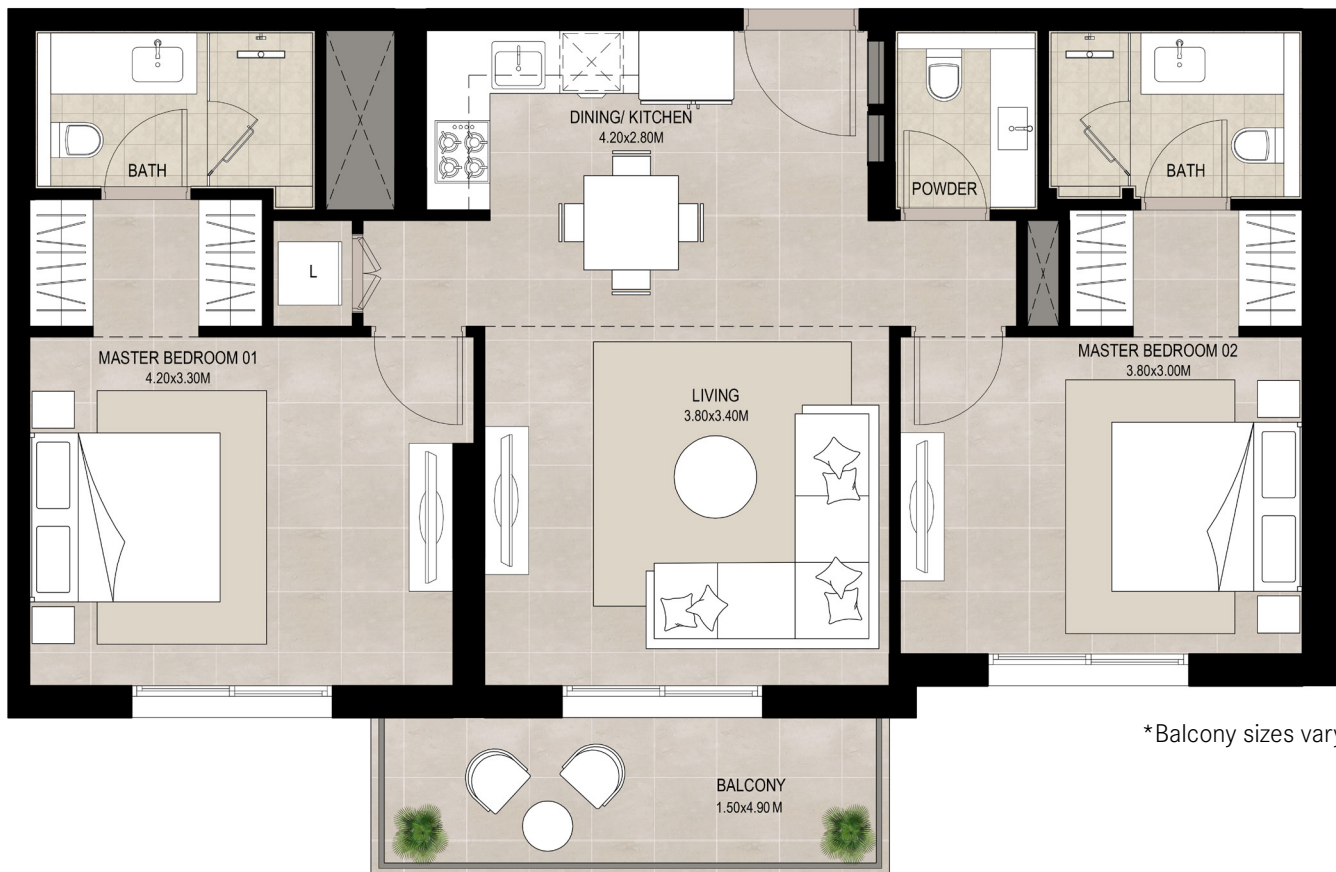 DINING/ KITCHEN
4.20x2.80M
BATH
POWDER
BATH
L
MASTER BEDROOM 01
4.20x3.30M
LIVING
3.80x3.40M
MASTER BEDROOM 02
3.80x3.00M
*Balcony sizes vary
BALCONY
1.50x4.90 M